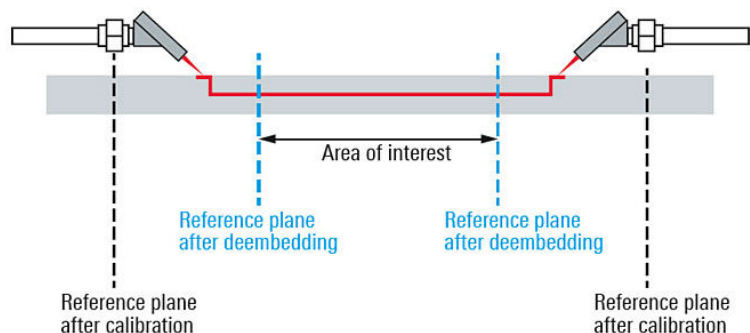 Area of interest
Reference plane
after deembedding
Reference plane
after deembedding
Reference plane
after calibration
Reference plane
after calibration